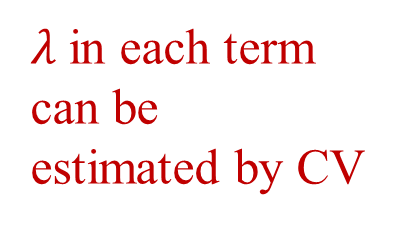 λ in each term
can be
estimated by CV